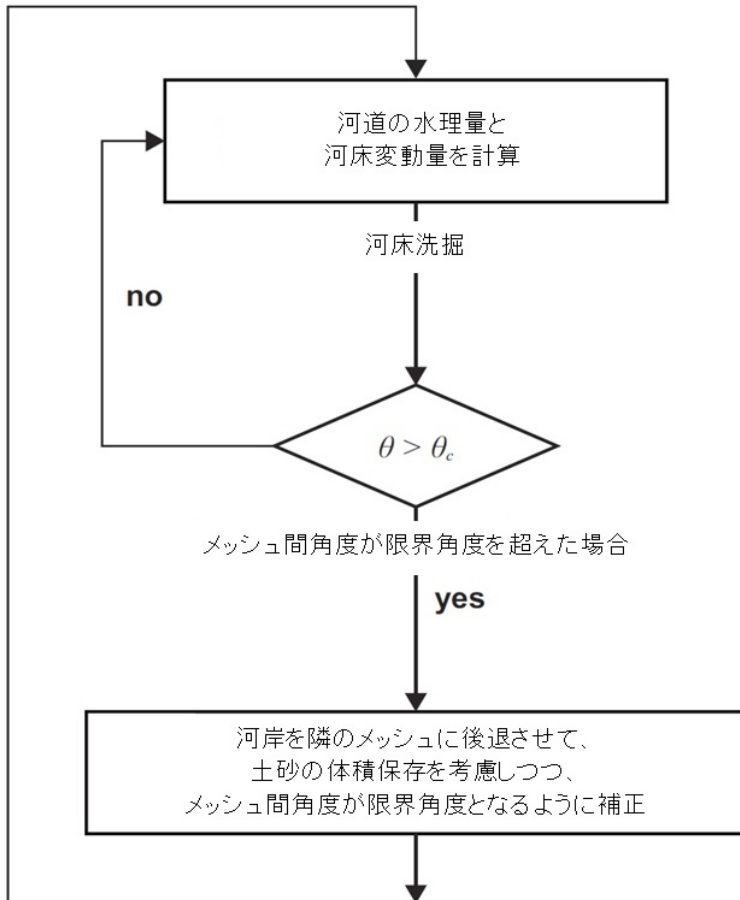 河道の水理量と
河床変動量を計算
河床洗掘
no
θ > θc
メッシュ間角度が限界角度を超えた場合
yes
河岸を隣のメッシュに後退させて、
土砂の体積保存を考慮しつつ、
メッシュ間角度が限界角度となるように補正